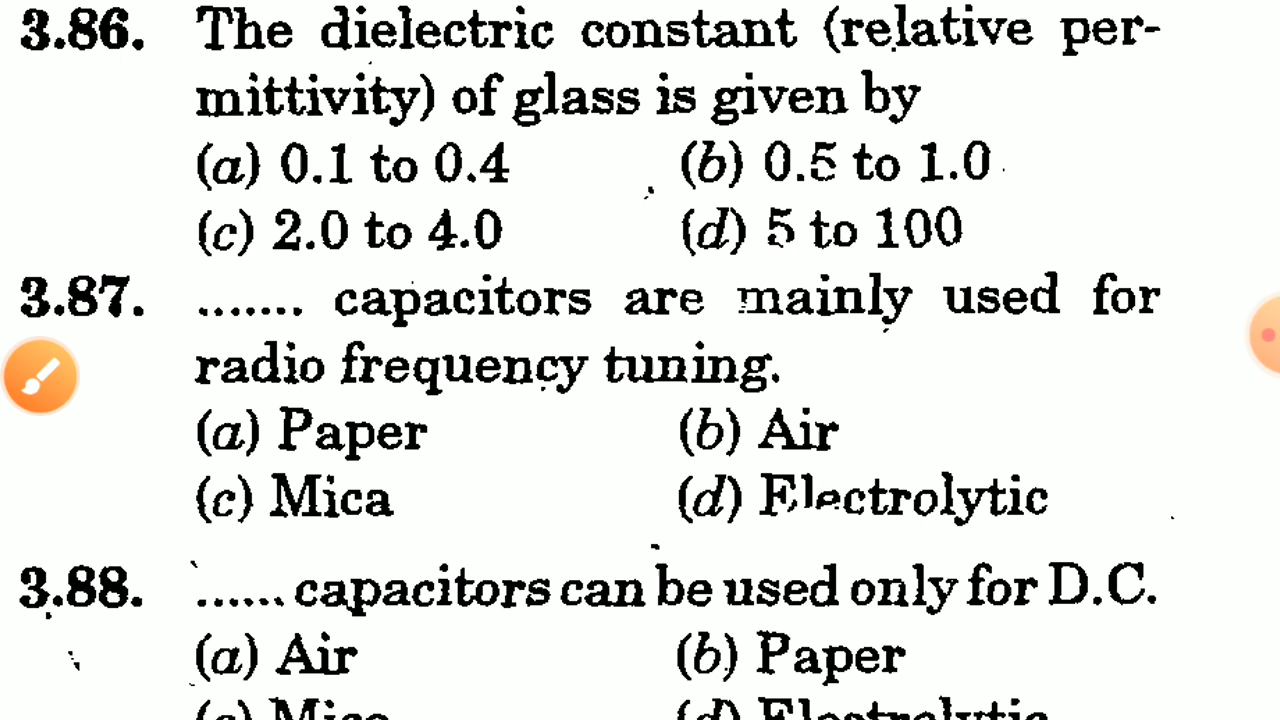 3.86. The dielectric constant (relative per-
mittivity) of glass is given by
(a) 0.1 to 0.4 (b) 0.5 to 1.0
(c) 2.0 to 4.0 (d) 5 to 100
3.87. ....... capacitors are mainly used for
radio frequency tuning.
(a) Paper (b) Air
(c) Mica (d) Electrolytic
3.88. ...... capacitors can be used only for D.C.
(a) Air (b) Paper
(c) Mica (d) Electrolytic